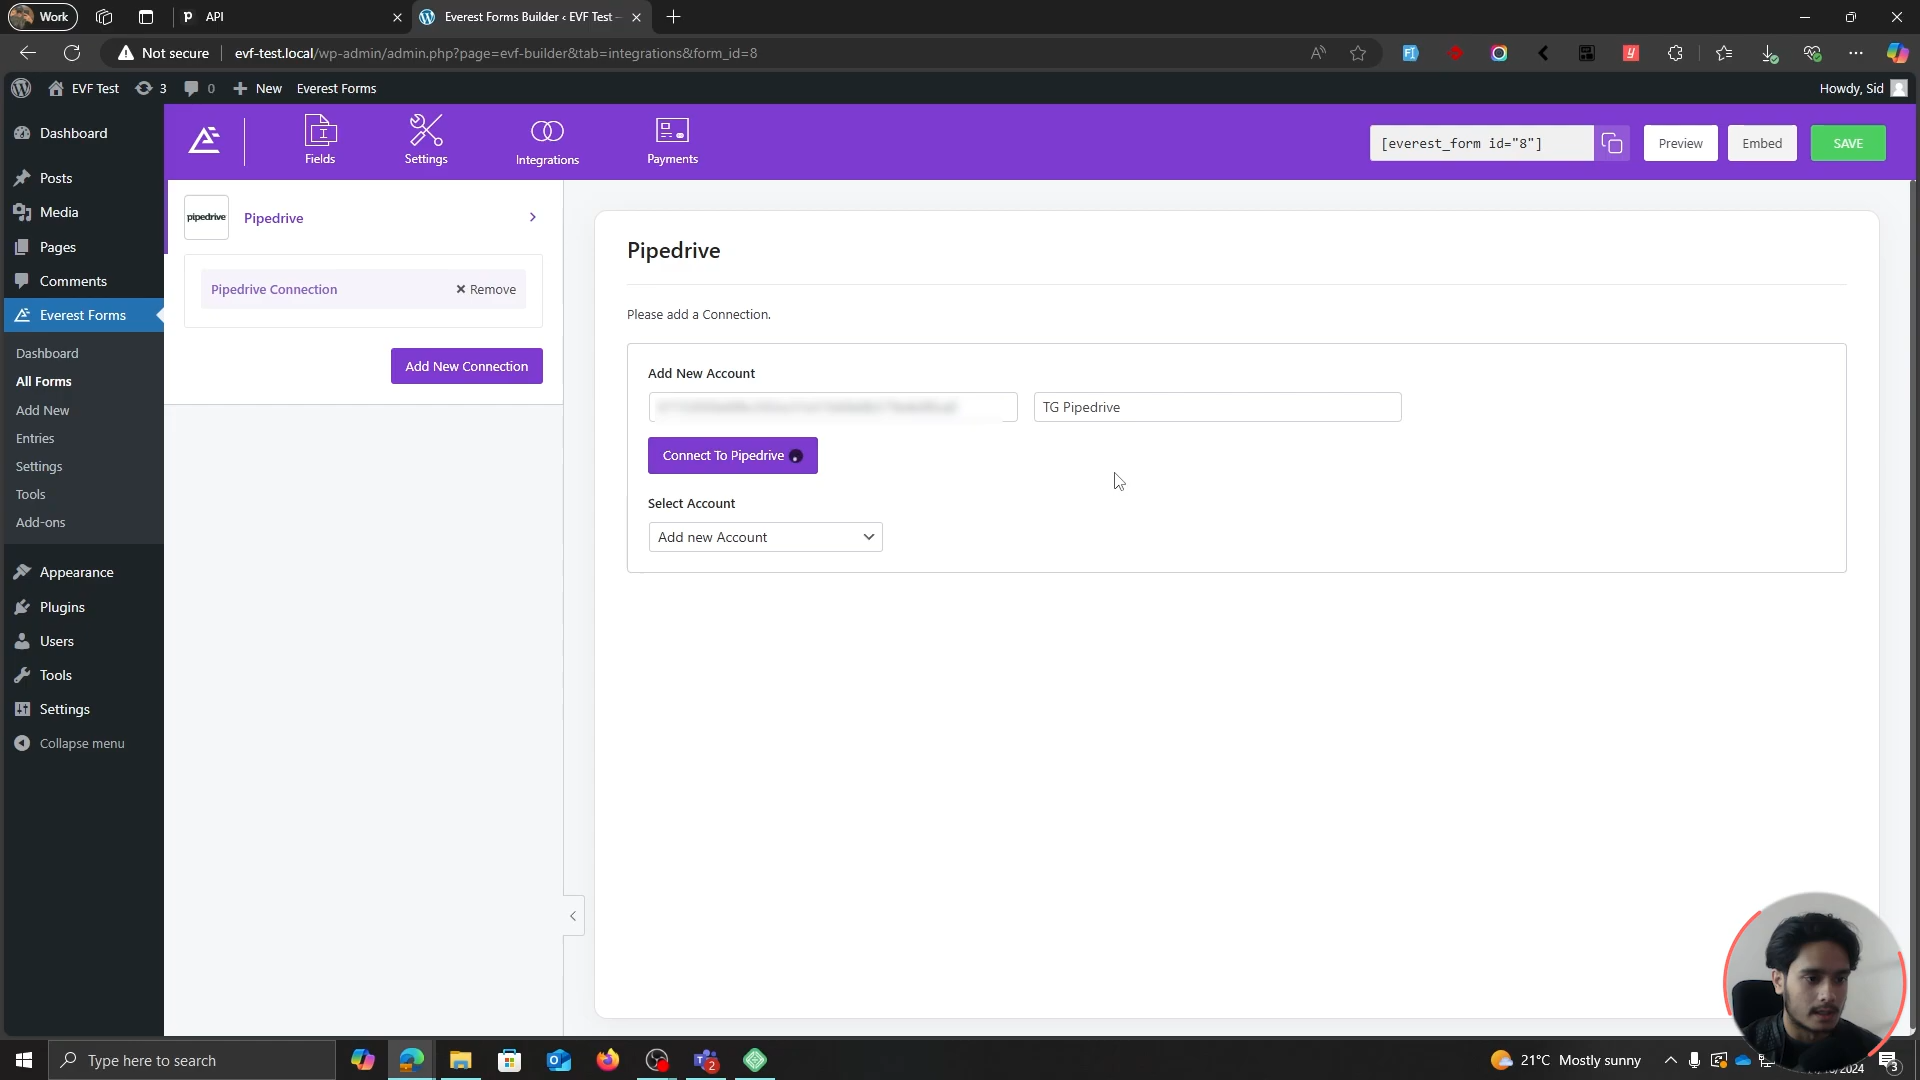 Work
API
Everest Forms Builder ‹ EVF Test –
Not secure
evf-test.local/wp-admin/admin.php?page=evf-builder&tab=integrations&form_id=8
EVF Test
3
0
New
Everest Forms
Howdy, Sid
Dashboard
Posts
Media
Pages
Comments
Everest Forms
Dashboard
All Forms
Add New
Entries
Settings
Tools
Add-ons
Appearance
Plugins
Users
Tools
Settings
Collapse menu
Fields
Settings
Integrations
Payments
[everest_form id="8"]
Preview
Embed
SAVE
pipedrive
Pipedrive
Pipedrive Connection
Remove
Add New Connection
Pipedrive
Please add a Connection.
Add New Account
TG Pipedrive
Connect To Pipedrive
Select Account
Add new Account
Type here to search
2
21°C Mostly sunny
3